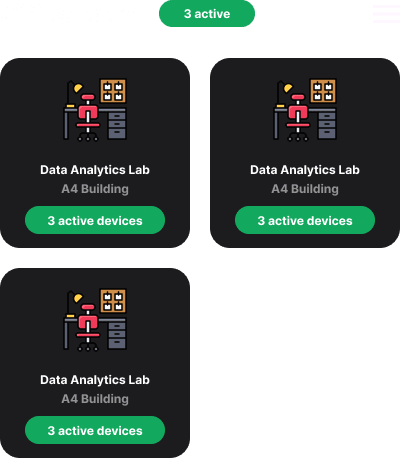 3 active
Data Analytics Lab
A4 Building
3 active devices
Data Analytics Lab
A4 Building
3 active devices
Data Analytics Lab
A4 Building
3 active devices